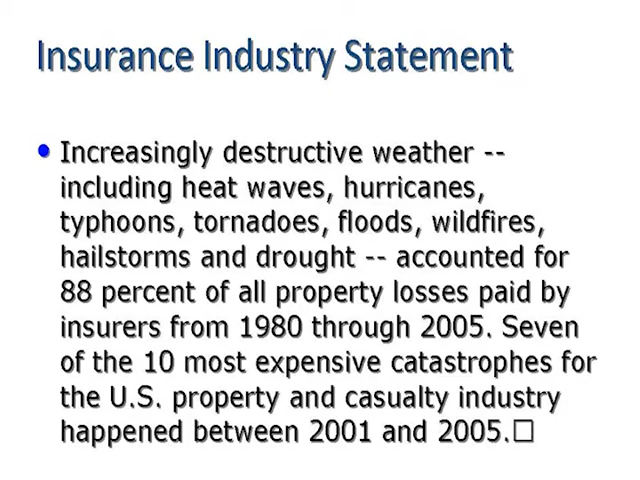 Insurance Industry Statement
• Increasingly destructive weather --
including heat waves, hurricanes,
typhoons, tornadoes, floods, wildfires,
hailstorms and drought -- accounted for
88 percent of all property losses paid by
insurers from 1980 through 2005. Seven
of the 10 most expensive catastrophes for
the U.S. property and casualty industry
happened between 2001 and 2005.□